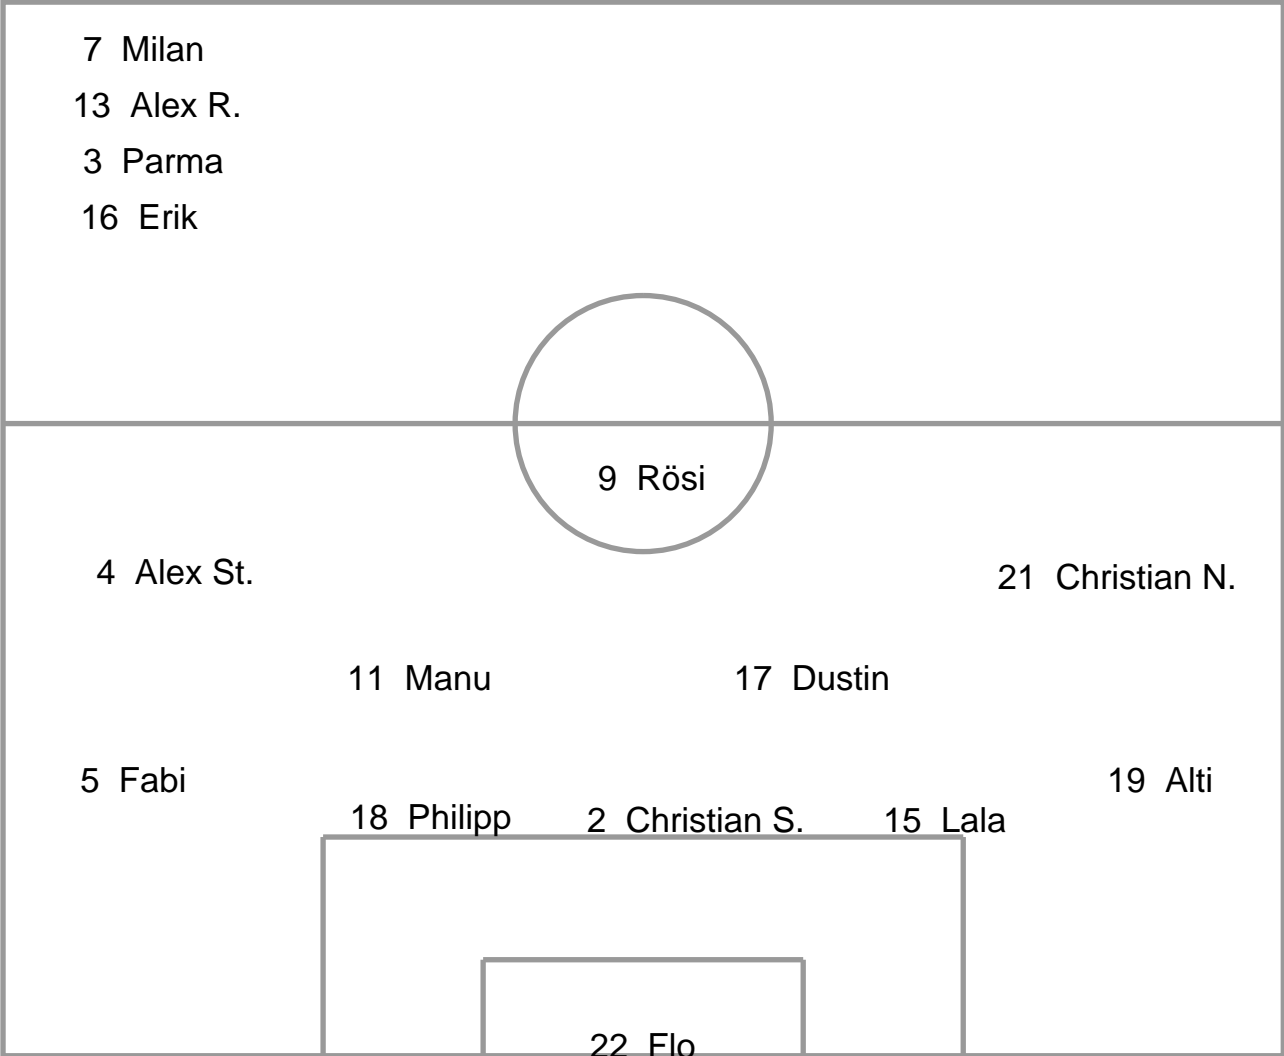 7 Milan
13 Alex R.
3 Parma
16 Erik
9 Rösi
4 Alex St.
21 Christian N.
11 Manu
17 Dustin
5 Fabi
19 Alti
18 Philipp
2 Christian S.
15 Lala
22 Flo